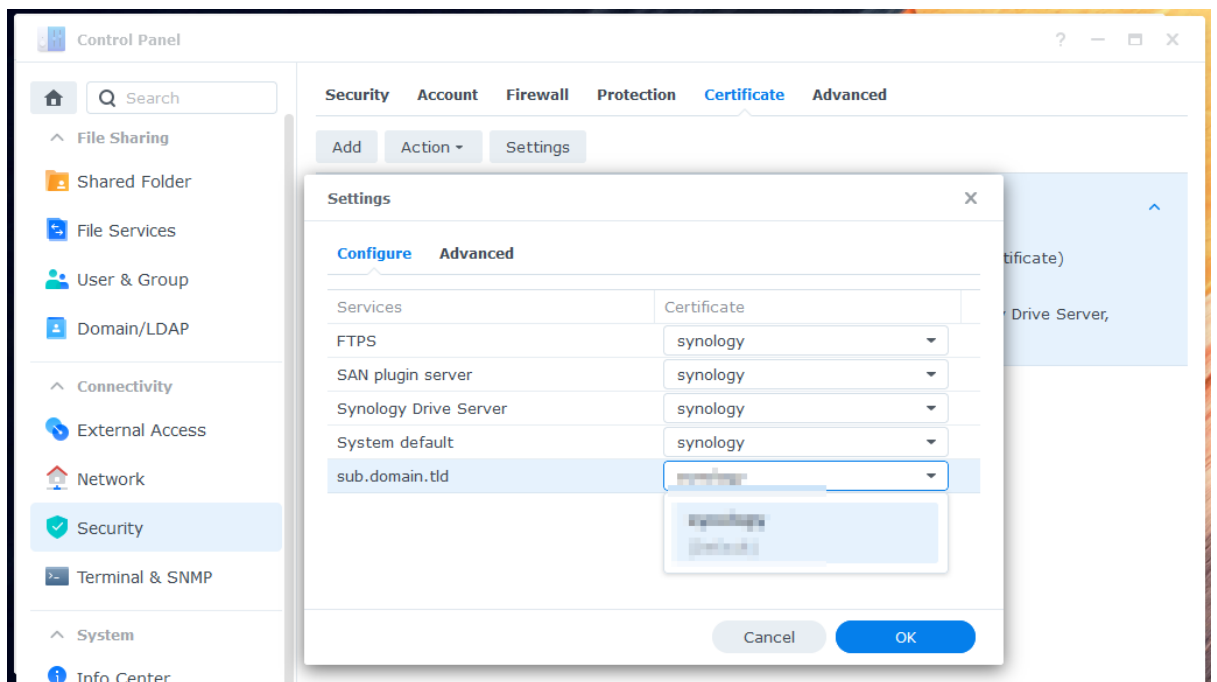 Control Panel
Search
File Sharing
Shared Folder
File Services
User & Group
Domain/LDAP
Connectivity
External Access
Network
Security
Terminal & SNMP
System
Info Center
Security Account Firewall Protection Certificate Advanced
Add Action Settings
tificate)
Drive Server,
Settings
Configure Advanced
Services Certificate
FTPS synology
SAN plugin server synology
Synology Drive Server synology
System default synology
sub.domain.tld
Cancel OK